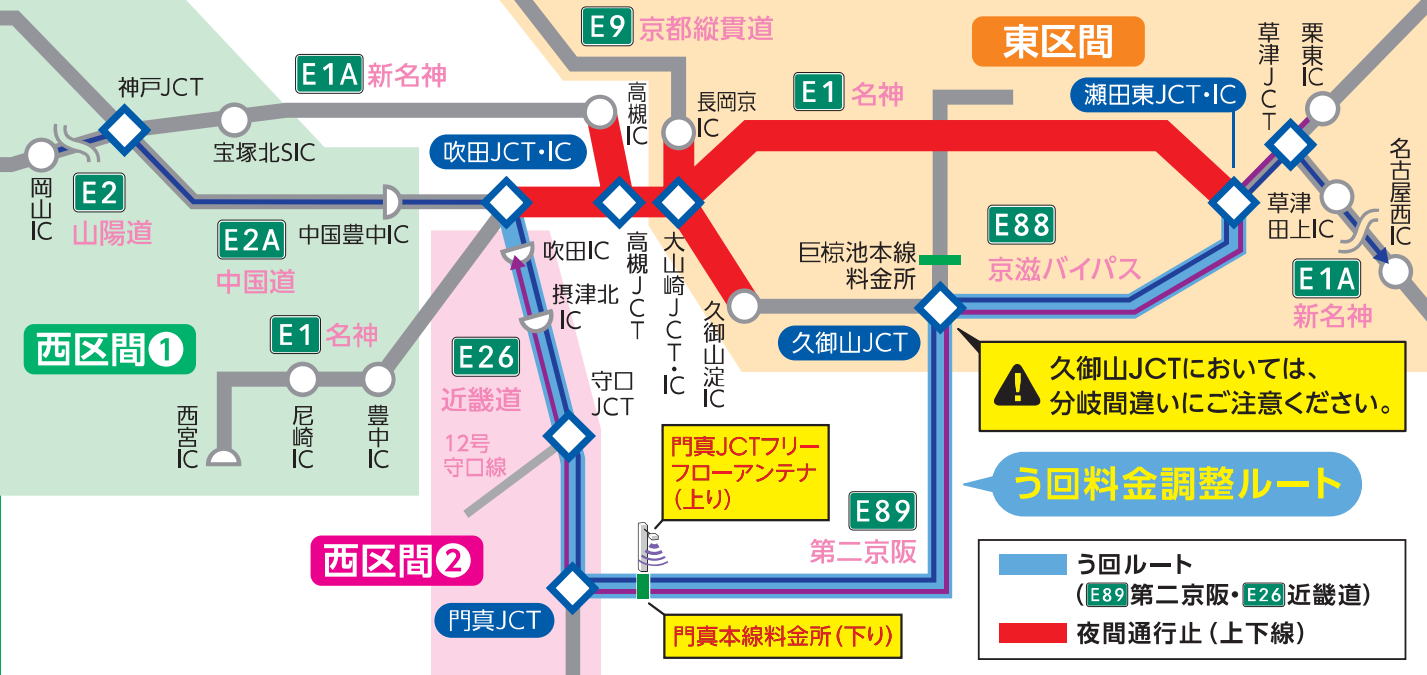 E9 京都縦貫道
東区間
E1A 新名神
神戸JCT
宝塚北SIC
高槻IC
長岡京
IC
E1 名神
瀬田東JCT・IC
草津JCT
栗東IC
吹田JCT・IC
岡山IC
E2
山陽道
E2A
中国道
中国豊中IC
吹田IC
摂津北
IC
高槻JCT
大山崎JCT・IC
久御山淀IC
巨椋池本線
料金所
E88
京滋バイパス
草津
田上IC
名古屋西IC
E1A
新名神
西区間1
E1 名神
西宮IC
尼崎IC
豊中IC
E26
近畿道
守口
JCT
12号
守口線
久御山JCT
久御山JCTにおいては、
分岐間違いにご注意ください。
門真JCTフリー
フローアンテナ
(上り)
う回料金調整ルート
E89
第二京阪
西区間2
門真JCT
門真本線料金所(下り)
う回ルート
(E89第二京阪・E26近畿道)
夜間通行止(上下線)